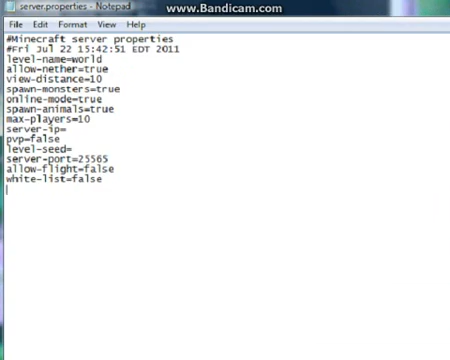 server.properties - Notepad
www.Bandicam.com
File Edit Format View Help
#Minecraft server properties
#Fri Jul 22 15:42:51 EDT 2011
level-name=world
allow-nether=true
view-distance=10
spawn-monsters=true
online-mode=true
spawn-animals=true
max-players=10
server-ip=
pvp=false
level-seed=
server-port=25565
allow-flight=false
white-list=false